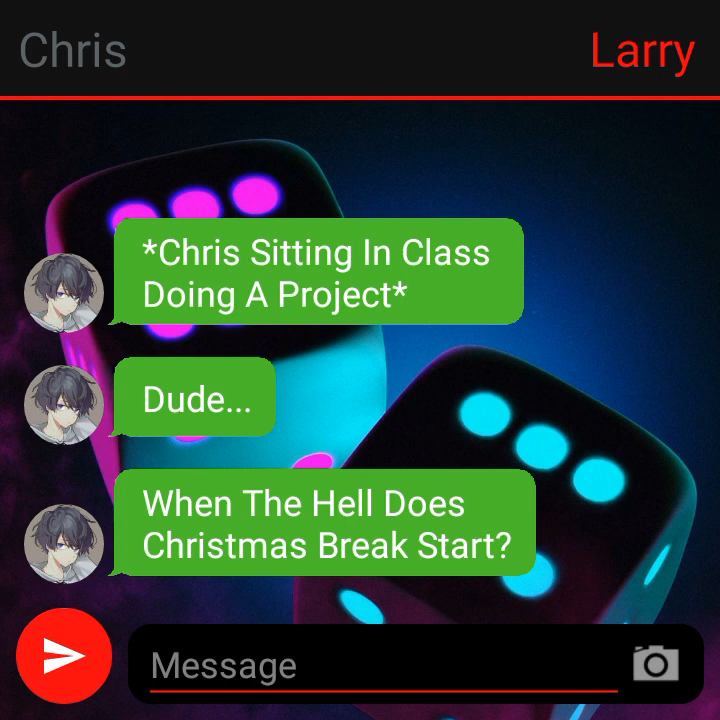 Chris
Larry
*Chris Sitting In Class
Doing A Project*
Dude...
When The Hell Does
Christmas Break Start?
Message